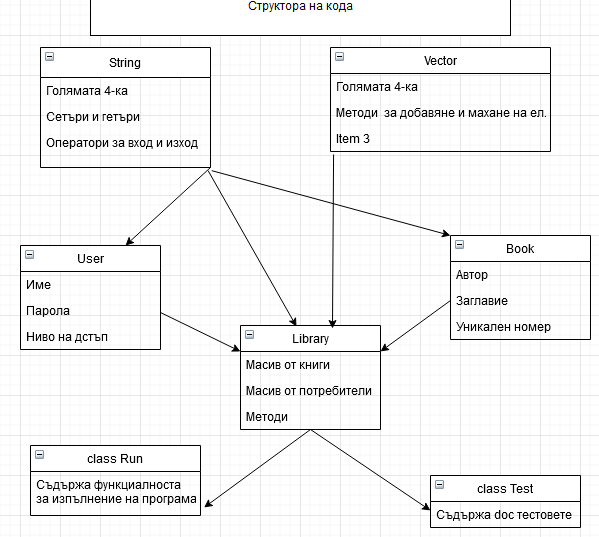 Структора на кода
String
Голямата 4-ка
Сетъри и гетъри
Оператори за вход и изход
Vector
Голямата 4-ка
Методи за добавяне и махане на ел.
Item 3
User
Име
Парола
Ниво на дстъп
Book
Автор
Заглавие
Уникален номер
Library
Масив от книги
Масив от потребители
Методи
class Run
Съдържа функциалноста
за изпълнение на програма
class Test
Съдържа doc тестовете